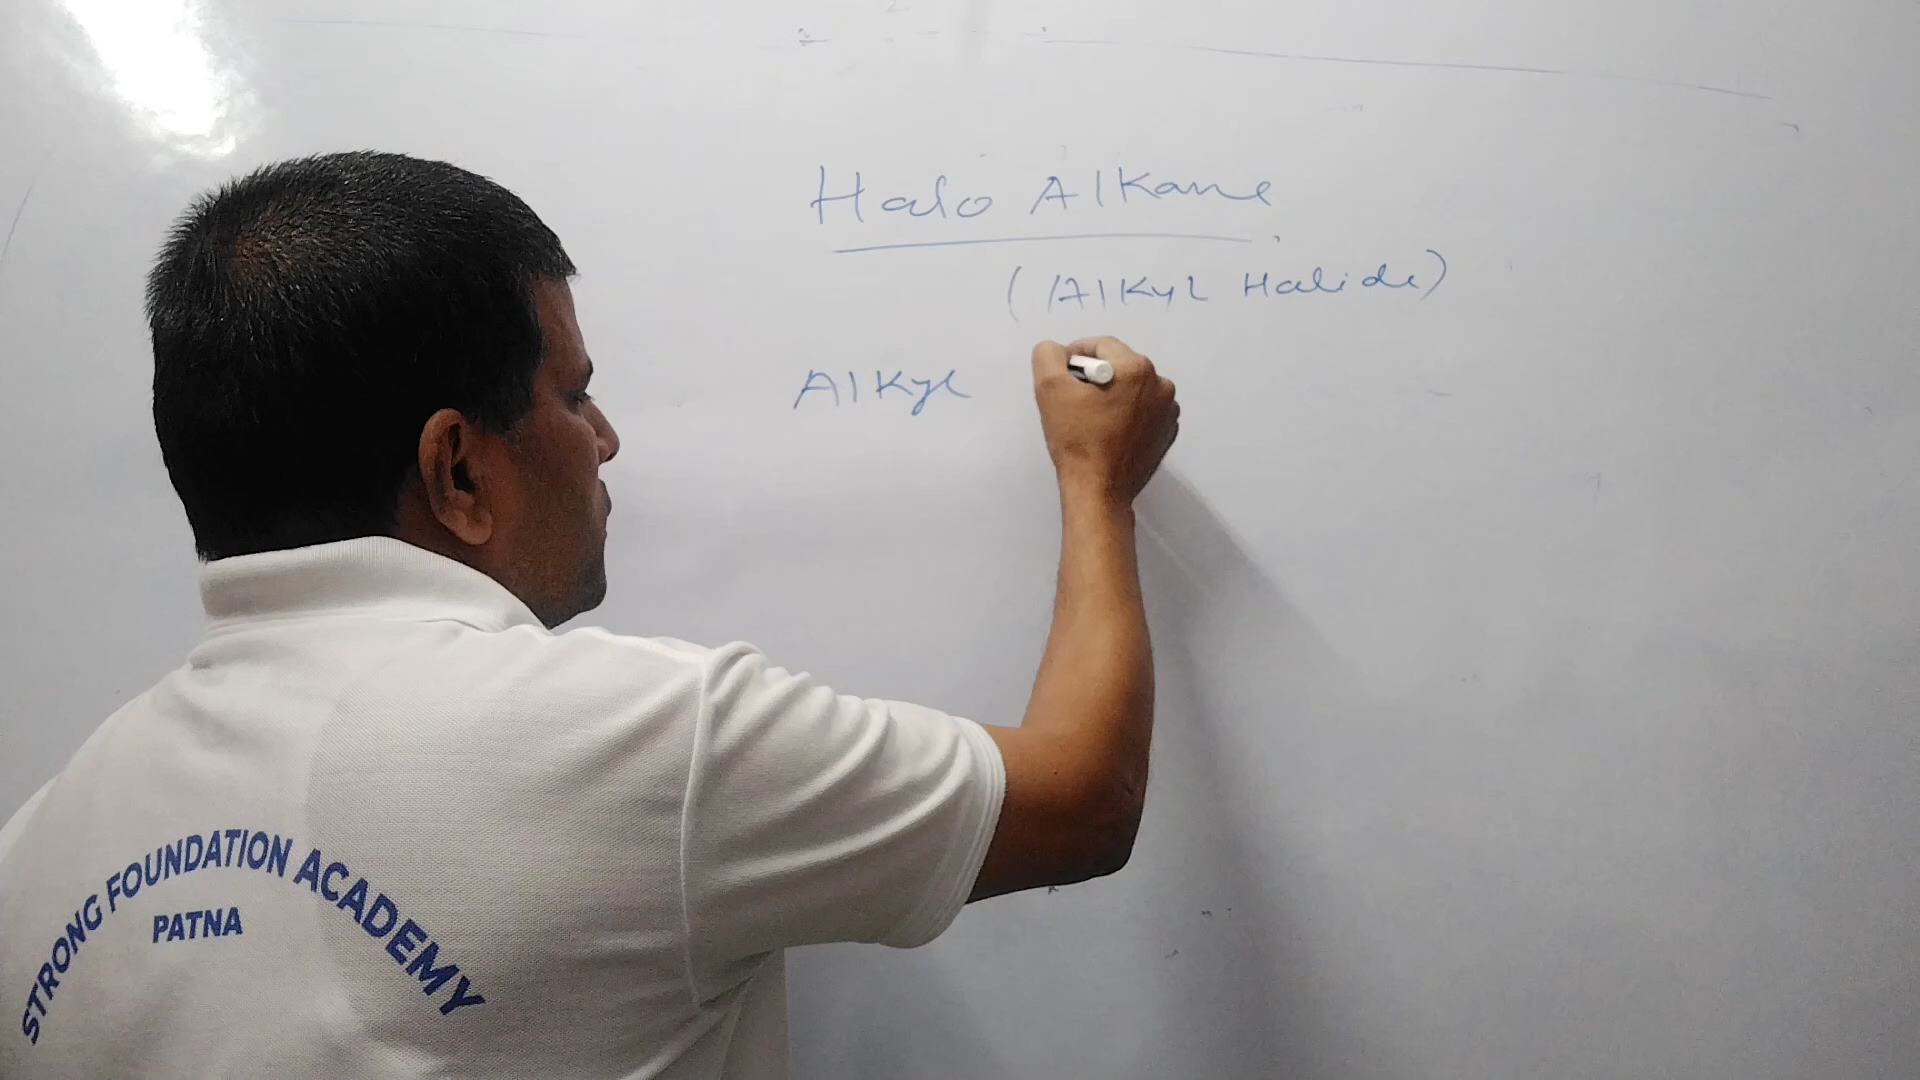 Halo Alkane
(Alkyl Halide)
Alkyl
STRONG FOUNDATION ACADEMY
PATNA